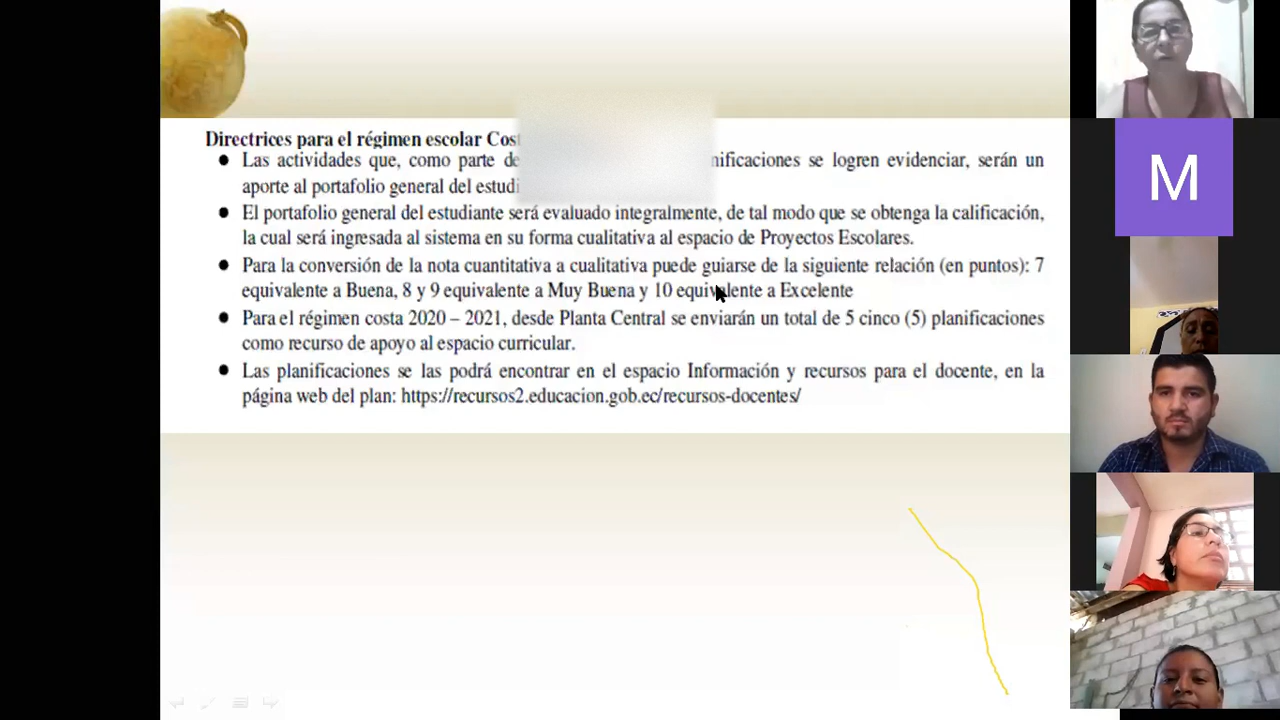 Directrices para el régimen escolar
Las actividades que, como parte se logren evidenciar, serán un
aporte al portafolio general del
El portafolio general del estudiante será evaluado integralmente, de tal modo que se obtenga la calificación,
la cual será ingresada al sistema en su forma cualitativa al espacio de Proyectos Escolares.
Para la conversión de la nota cuantitativa a cualitativa puede guiarse de la siguiente relación (en puntos): 7
equivalente a Buena, 8 y 9 equivalente a Muy Buena y 10 equivalente a Excelente
Para el régimen costa 2020 – 2021, desde Planta Central se enviarán un total de 5 cinco (5) planificaciones
como recurso de apoyo al espacio curricular.
Las planificaciones se las podrá encontrar en el espacio Información y recursos para el docente, en la
página web del plan: https://recursos2.educacion.gob.ec/recursos-docentes/
M